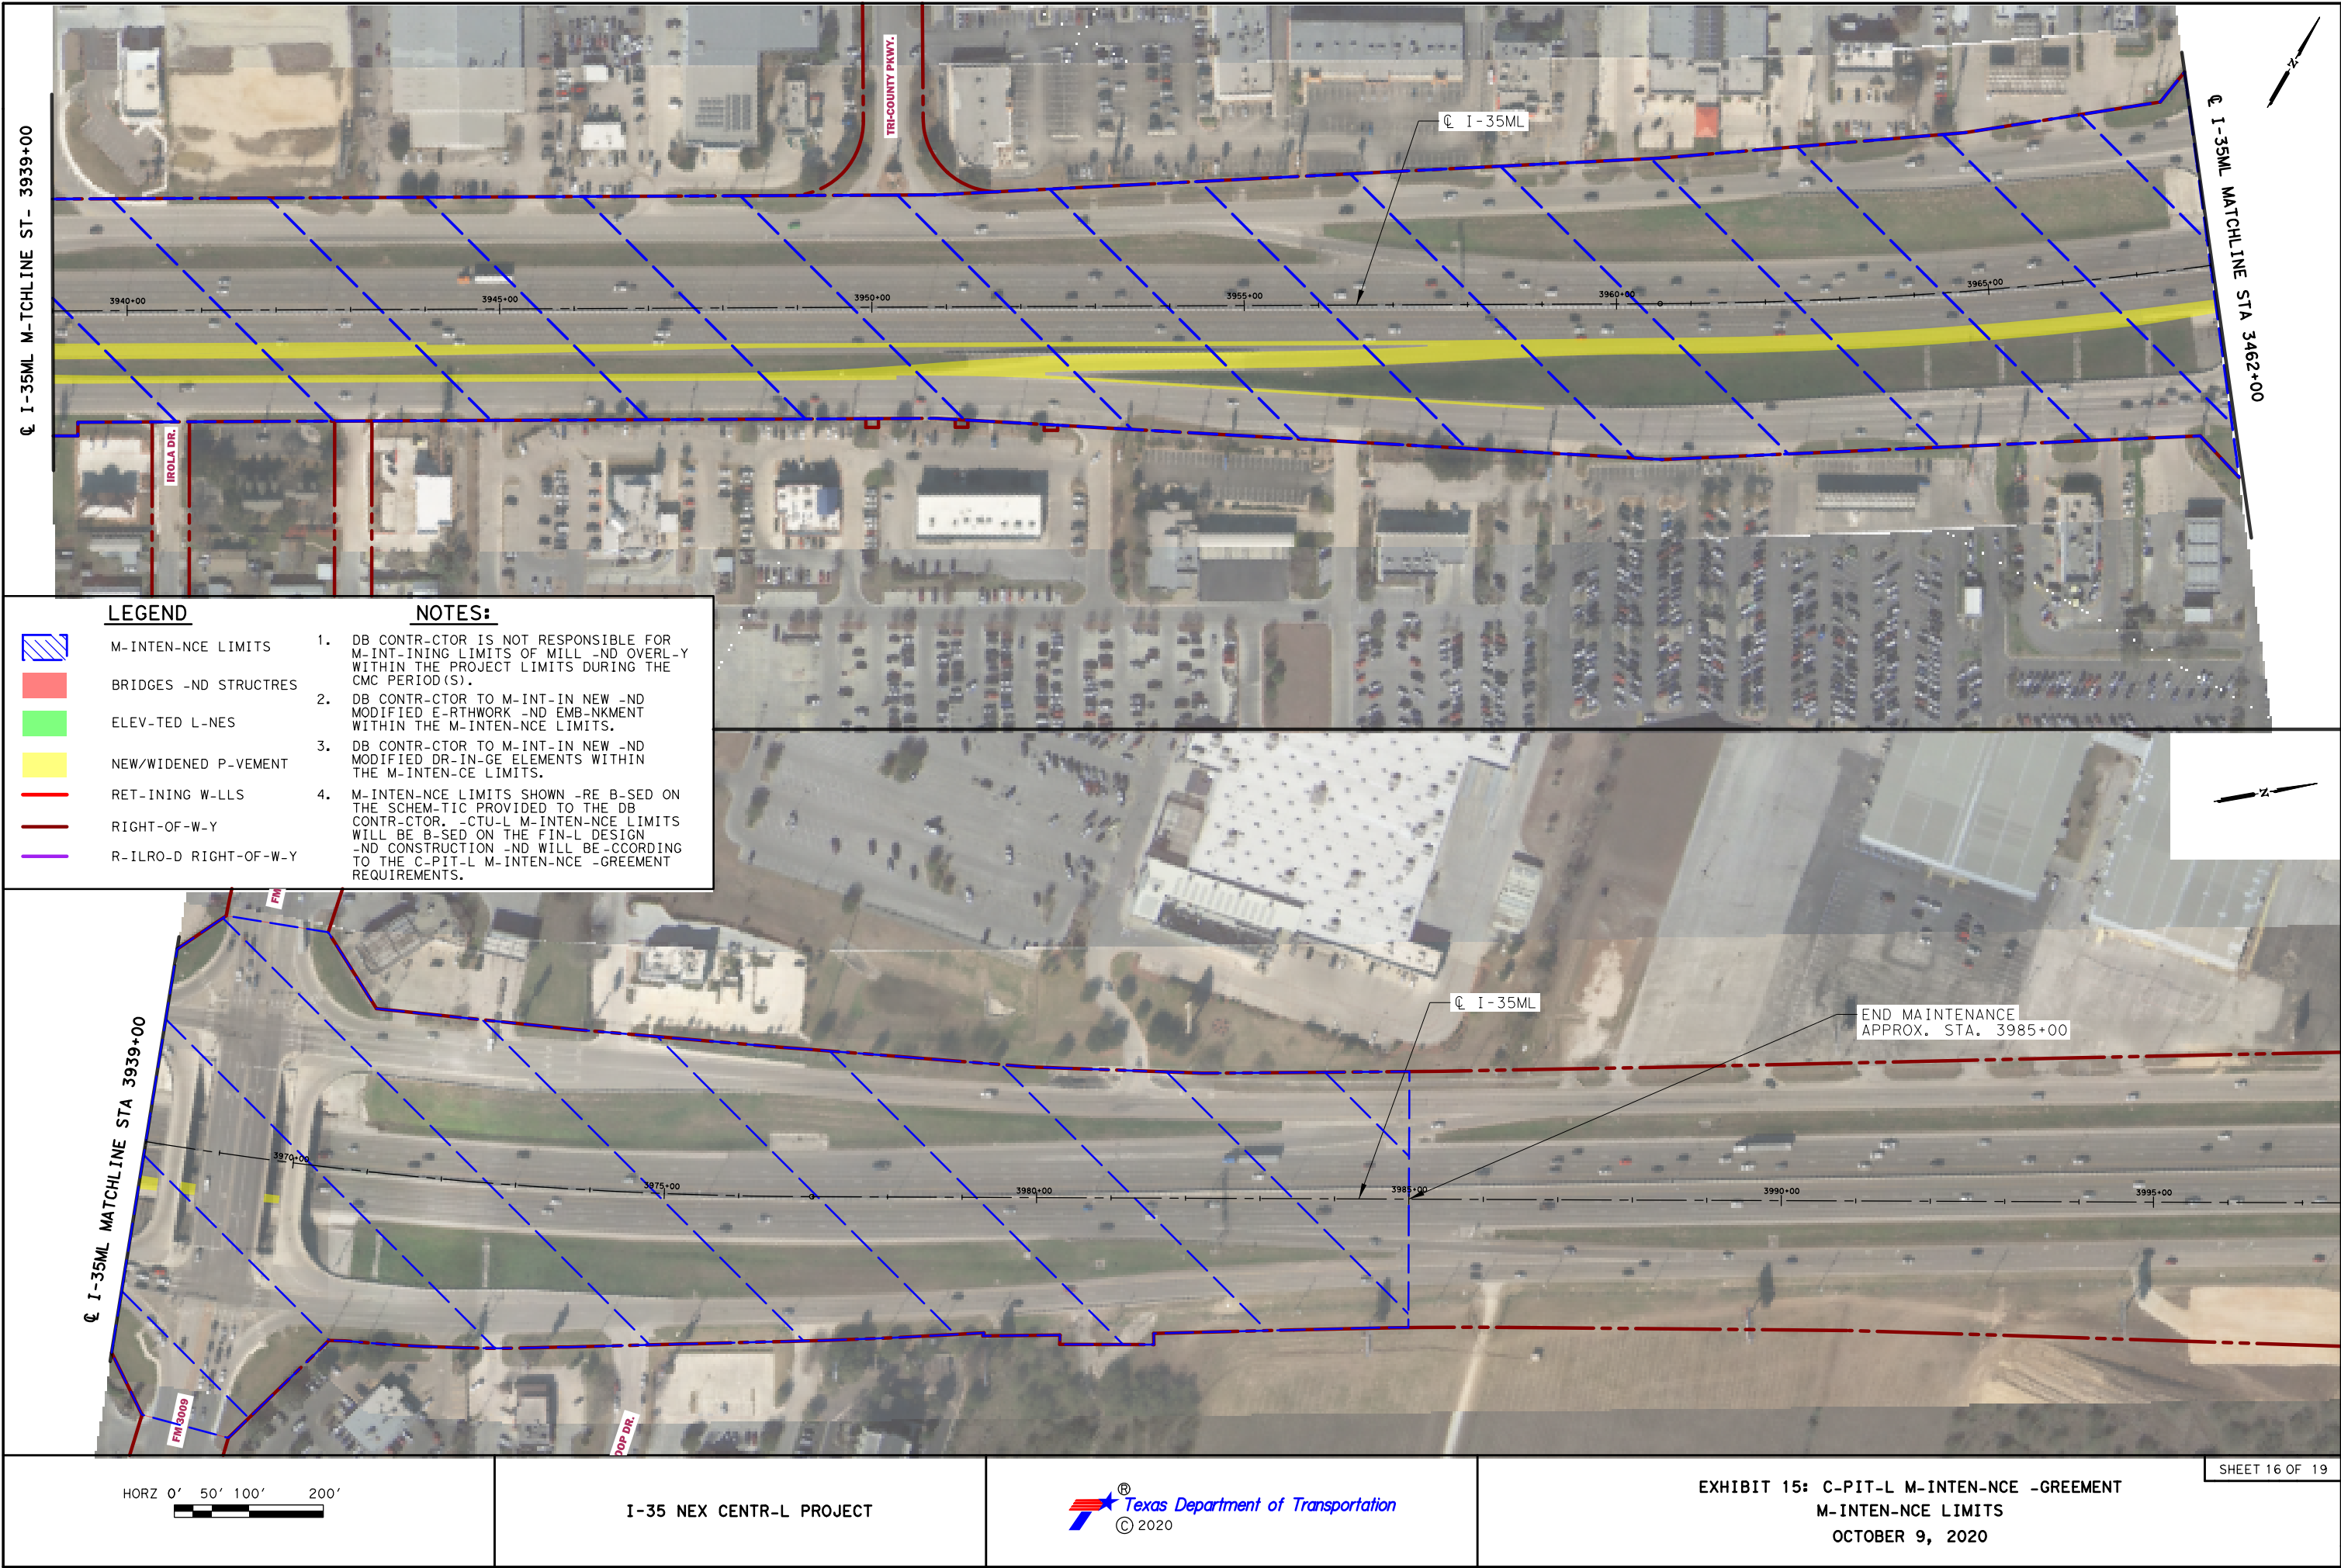 TRI-COUNTY PKWY.
℄ I-35ML
N
℄ I-35ML M-TCHLINE ST- 3939+00
℄ I-35ML MATCHLINE STA 3462+00
3940+00
3945+00
3950+00
3955+00
3960+00
3965+00
IROLA DR.
LEGEND
M-INTEN-NCE LIMITS
BRIDGES -ND STRUCTRES
ELEV-TED L-NES
NEW/WIDENED P-VEMENT
RET-INING W-LLS
RIGHT-OF-W-Y
R-ILRO-D RIGHT-OF-W-Y
NOTES:
1. DB CONTR-CTOR IS NOT RESPONSIBLE FOR
M-INT-INING LIMITS OF MILL -ND OVERL-Y
WITHIN THE PROJECT LIMITS DURING THE
CMC PERIOD(S).
2. DB CONTR-CTOR TO M-INT-IN NEW -ND
MODIFIED E-RTHWORK -ND EMB-NKMENT
WITHIN THE M-INTEN-NCE LIMITS.
3. DB CONTR-CTOR TO M-INT-IN NEW -ND
MODIFIED DR-IN-GE ELEMENTS WITHIN
THE M-INTEN-CE LIMITS.
4. M-INTEN-NCE LIMITS SHOWN -RE B-SED ON
THE SCHEM-TIC PROVIDED TO THE DB
CONTR-CTOR. -CTU-L M-INTEN-NCE LIMITS
WILL BE B-SED ON THE FIN-L DESIGN
-ND CONSTRUCTION -ND WILL BE-CCORDING
TO THE C-PIT-L M-INTEN-NCE -GREEMENT
REQUIREMENTS.
N
FM
℄ I-35ML
END MAINTENANCE
APPROX. STA. 3985+00
℄ I-35ML MATCHLINE STA 3939+00
3970+00
3975+00
3980+00
3985+00
3990+00
3995+00
FM 3009
OOP DR.
HORZ 0' 50' 100' 200'
I-35 NEX CENTR-L PROJECT
®
Texas Department of Transportation
© 2020
SHEET 16 OF 19
EXHIBIT 15: C-PIT-L M-INTEN-NCE -GREEMENT
M-INTEN-NCE LIMITS
OCTOBER 9, 2020